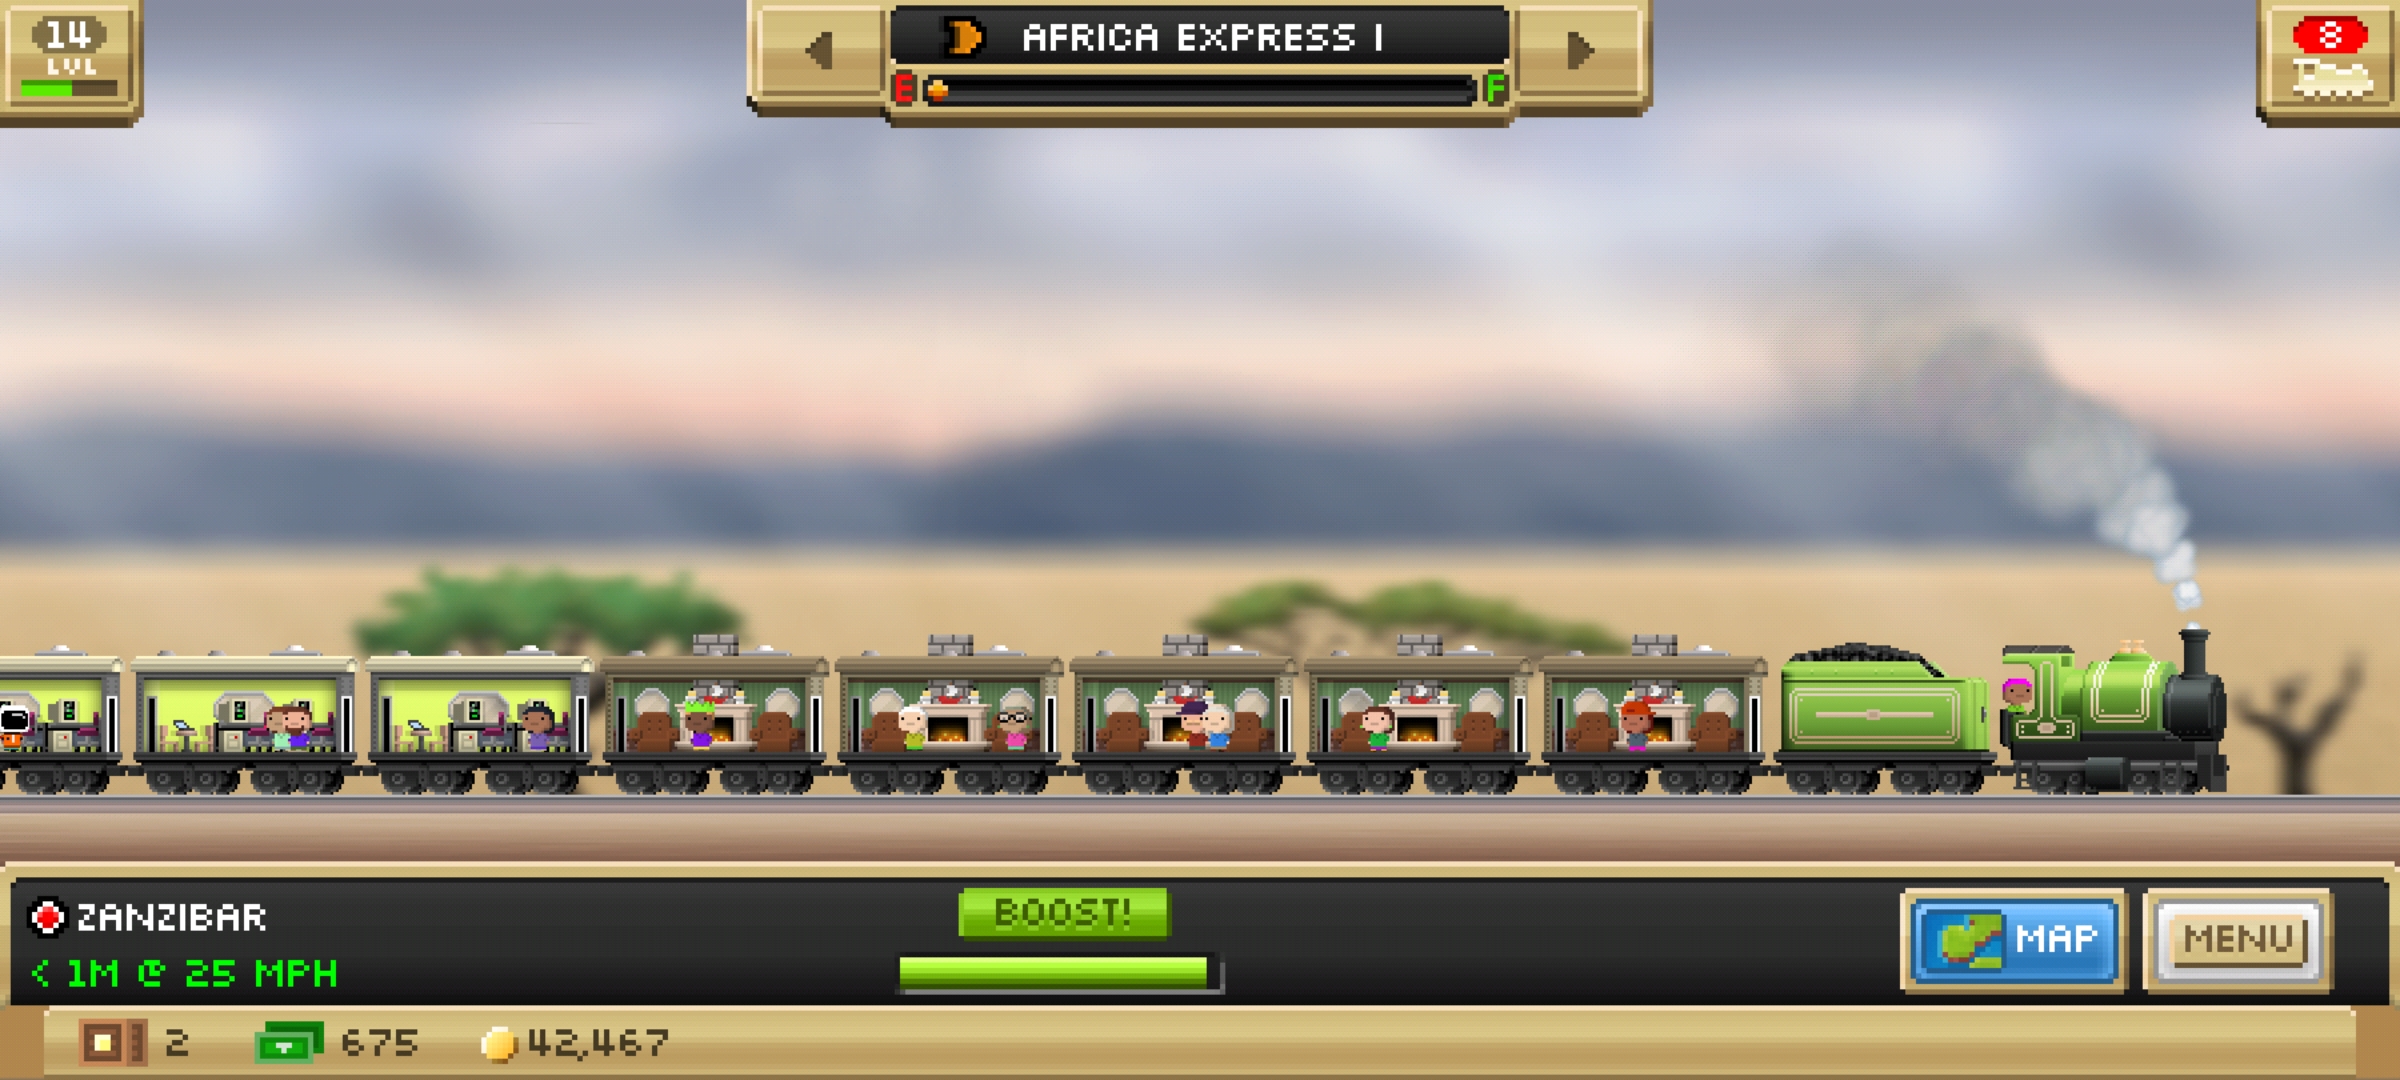 14
LVL
AFRICA EXPRESS I
E
F
8
ZANZIBAR
BOOST!
< 1M @ 25 MPH
MAP
MENU
2
675
42,467